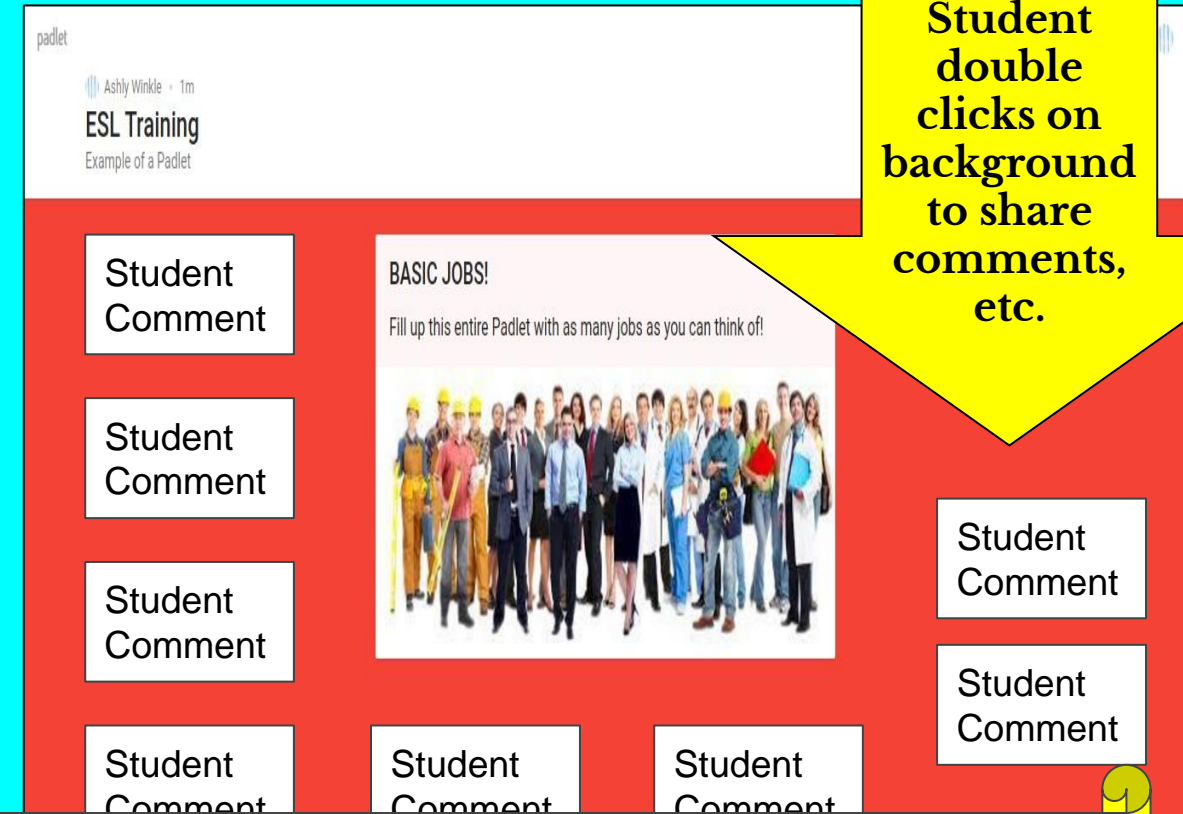 padlet
Ashly Winkle • 1m
ESL Training
Example of a Padlet
Student
double
clicks on
background
to share
comments,
etc.
Student
Comment
BASIC JOBS!
Fill up this entire Padlet with as many jobs as you can think of!
Student
Comment
Student
Comment
Student
Comment
Student
Comment
Student
Comment
Student
Comment
Student
Comment